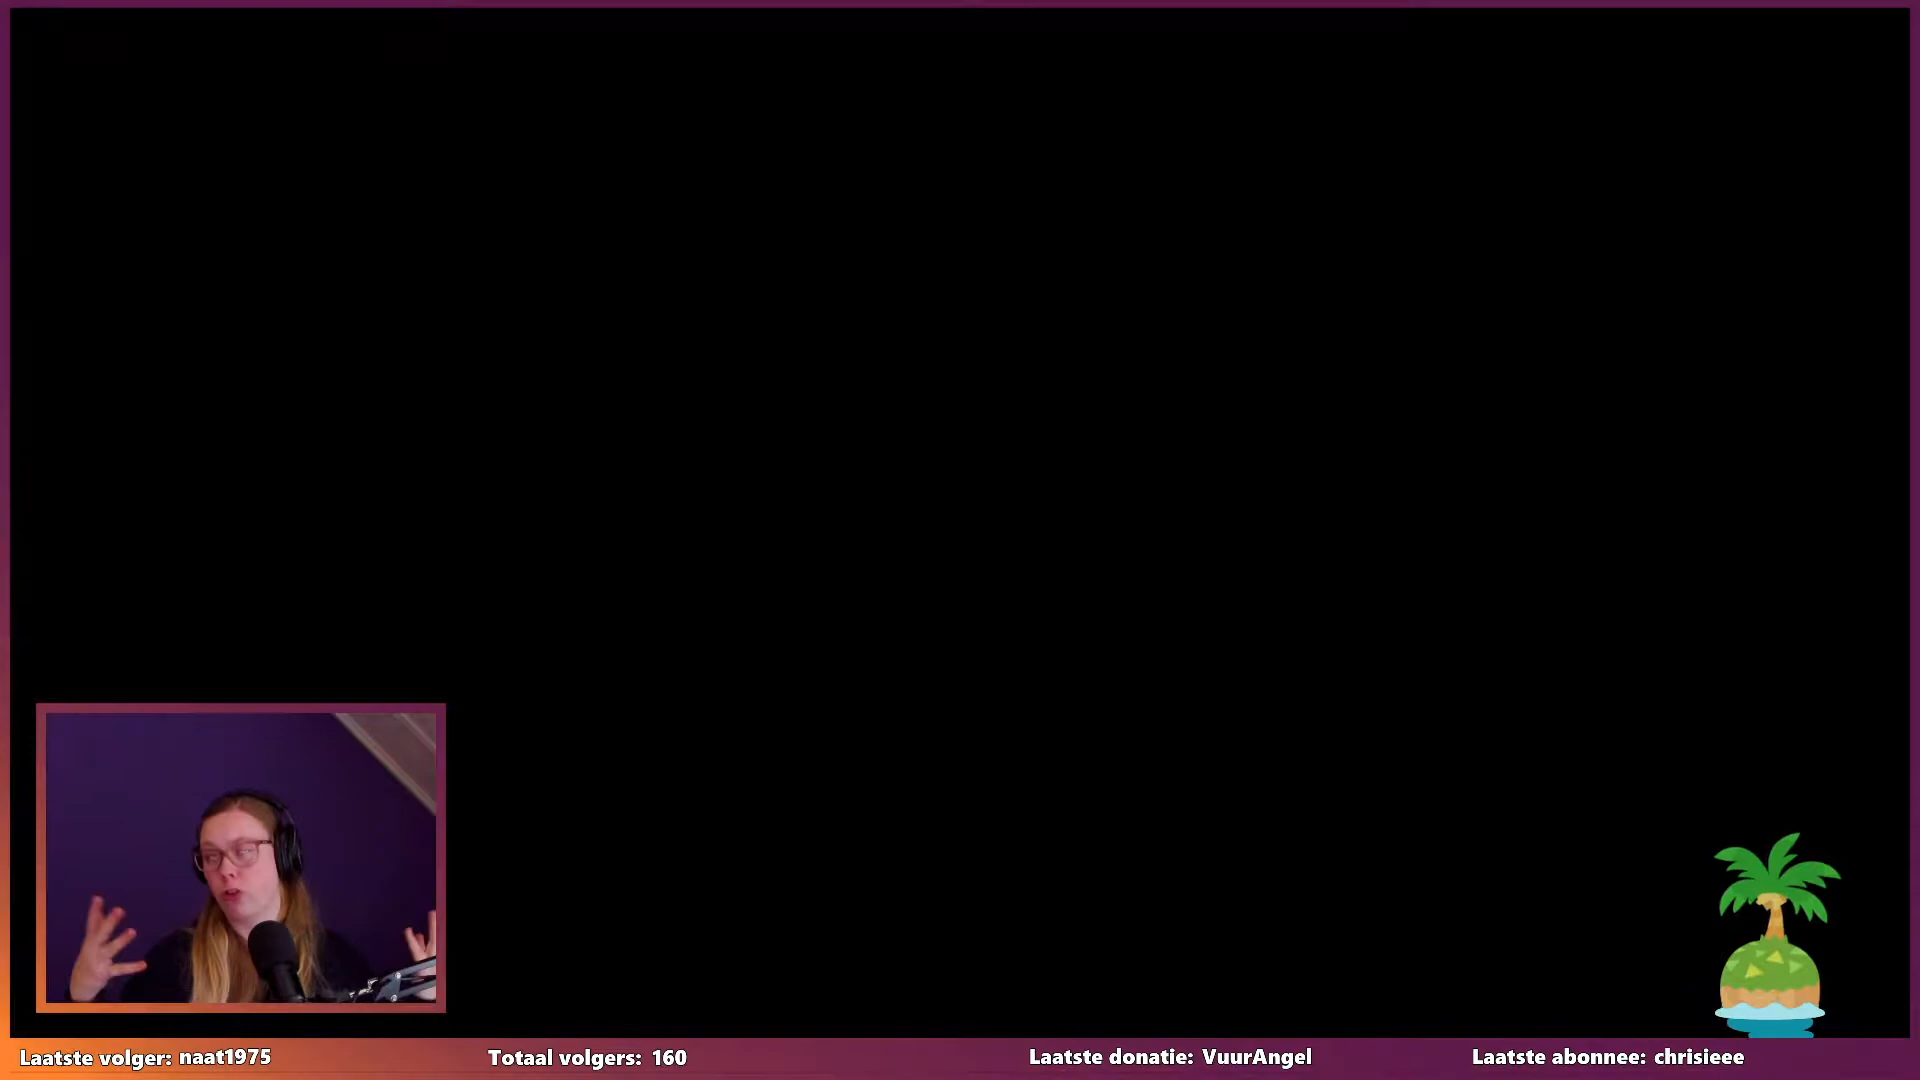 Laatste volger: naat1975
Totaal volgers: 160
Laatste donatie: VuurAngel
Laatste abonnee: chrisieee